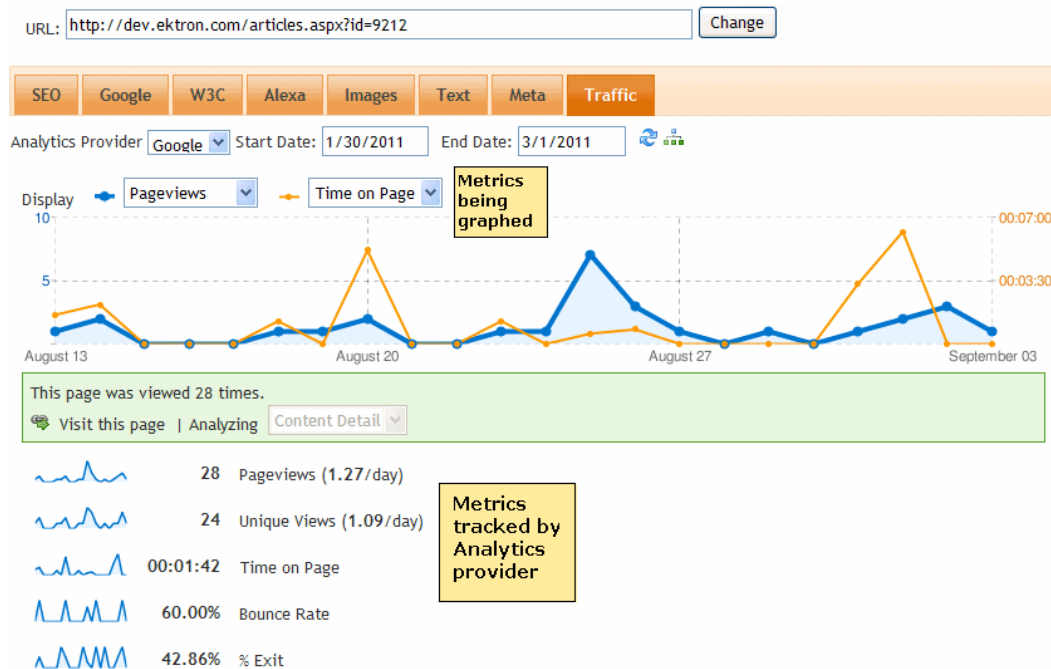 URL: http://dev.ektron.com/articles.aspx?id=9212 Change
SEO Google W3C Alexa Images Text Meta Traffic
Analytics Provider Google Start Date: 1/30/2011 End Date: 3/1/2011
Display Pageviews Time on Page
Metrics
being
graphed
10 00:07:00
5 00:03:30
August 13 August 20 August 27 September 03
This page was viewed 28 times.
Visit this page | Analyzing Content Detail
28 Pageviews (1.27/day)
24 Unique Views (1.09/day)
00:01:42 Time on Page
60.00% Bounce Rate
42.86% % Exit
Metrics
tracked by
Analytics
provider